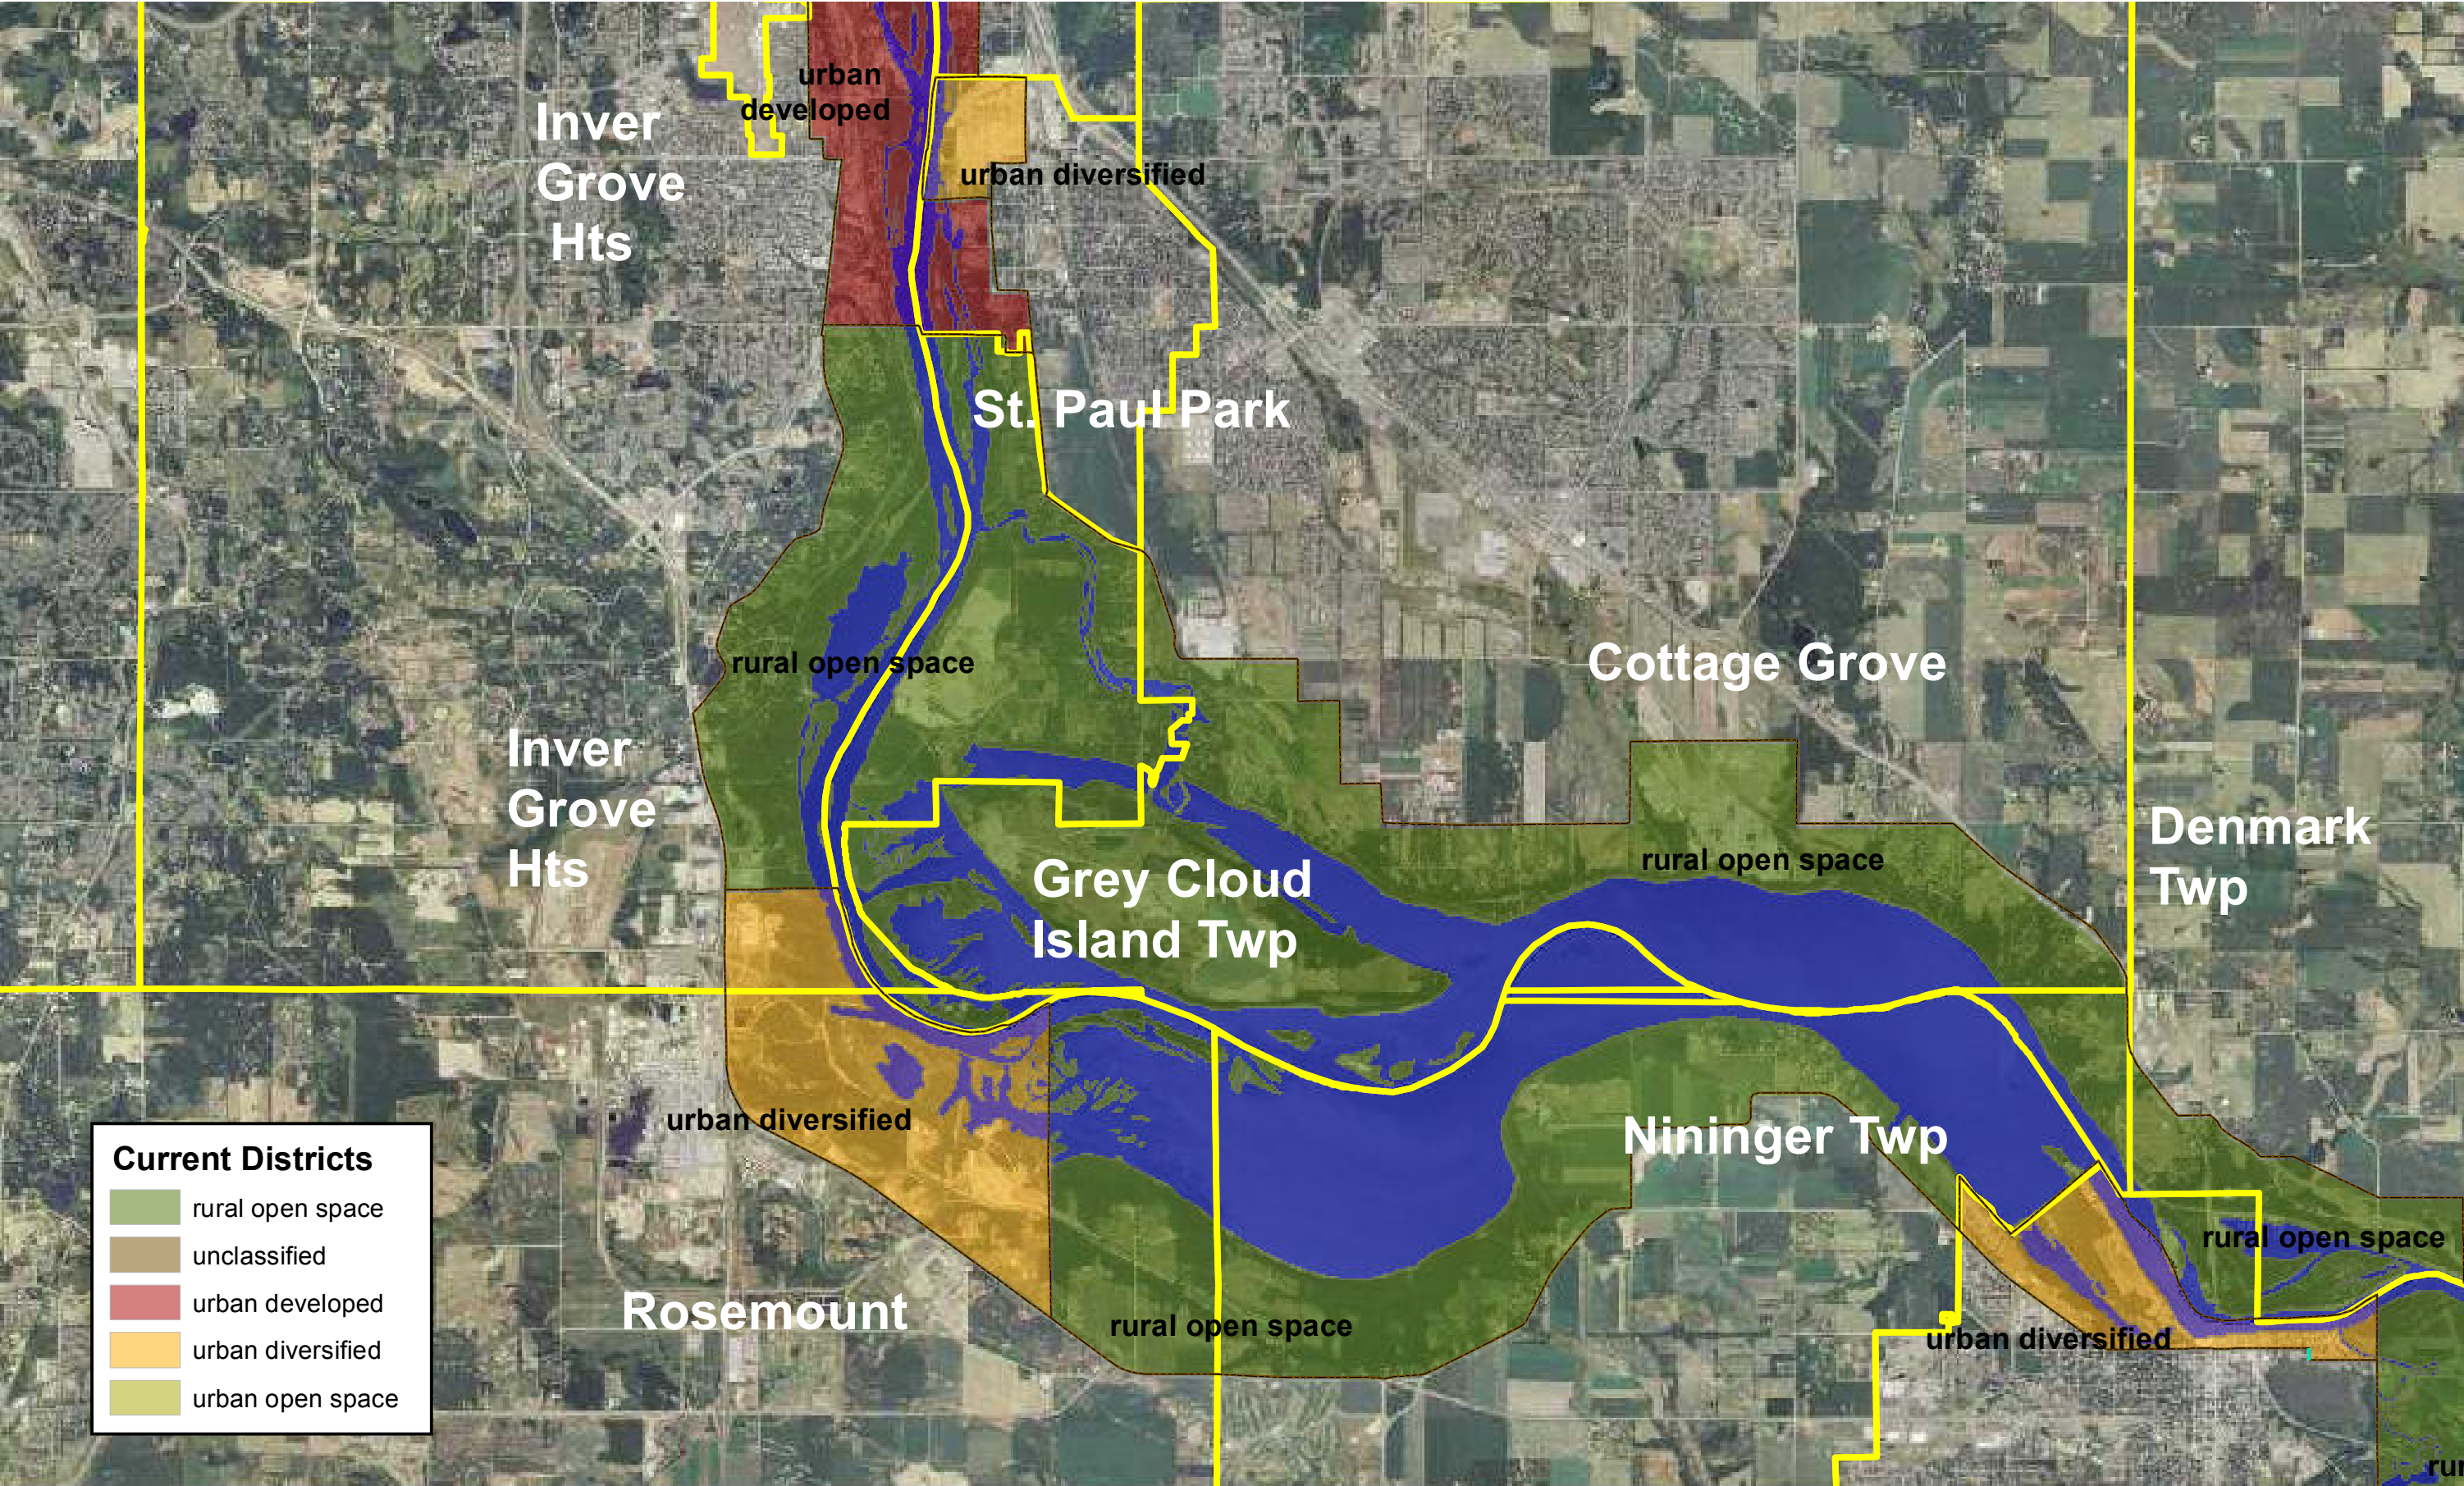 urban
developed
Inver
Grove
Hts
urban diversified
St. Paul Park
rural open space
Cottage Grove
Inver
Grove
Hts
Denmark
Twp
rural open space
Grey Cloud
Island Twp
urban diversified
Nininger Twp
Current Districts
rural open space
unclassified
urban developed
urban diversified
urban open space
rural open space
Rosemount
rural open space
urban diversified